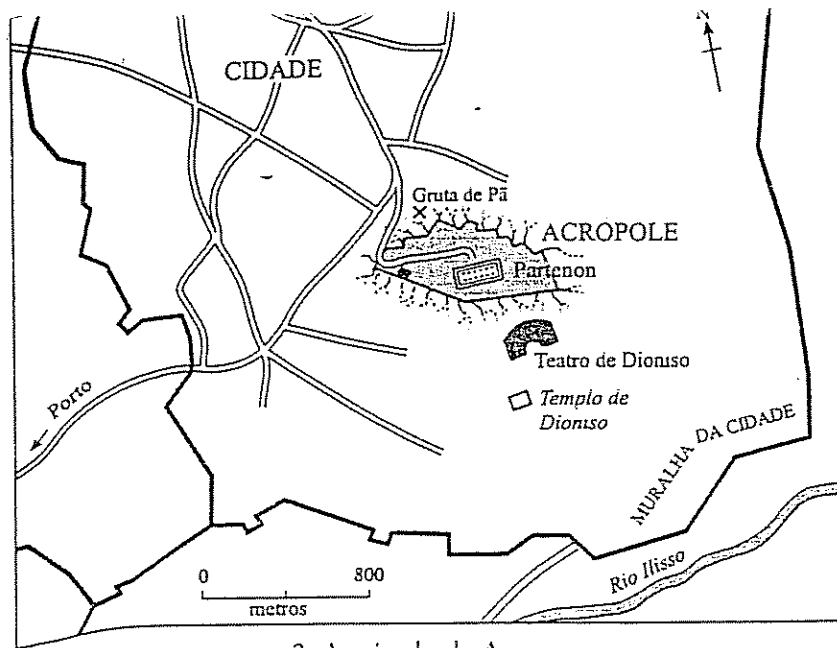 N
CIDADE
Gruta de Pã
ACROPOLE
Partenon
Teatro de Dioniso
Templo de
Dioniso
Porto
MURALHA DA CIDADE
Rio Ilisso
0 800
metros